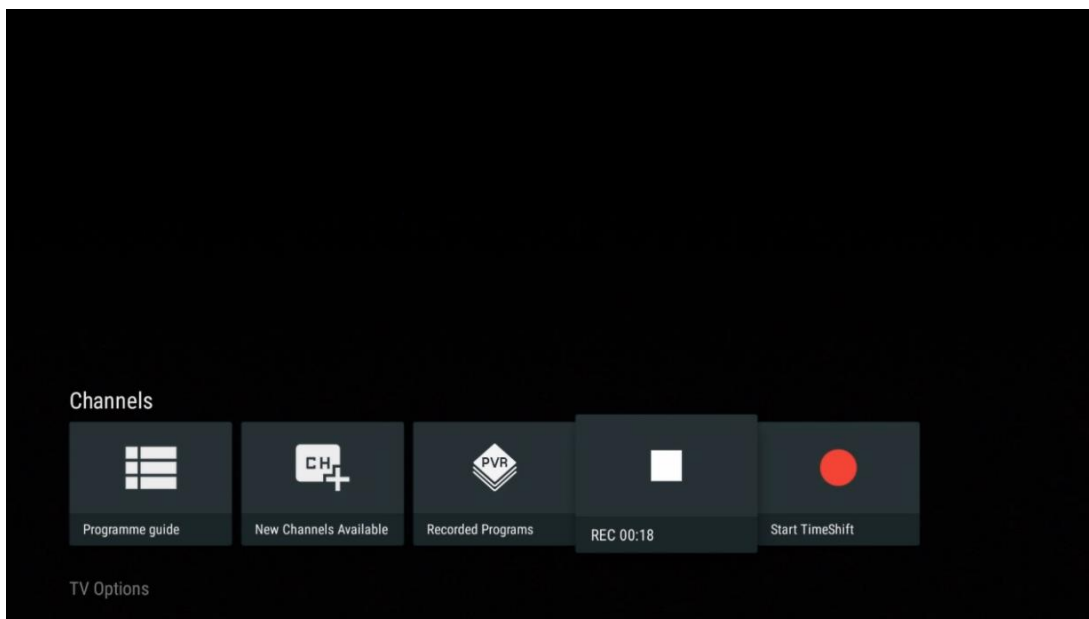 Channels
CH
PVR
Programme guide
New Channels Available
Recorded Programs
REC 00:18
Start TimeShift
TV Options